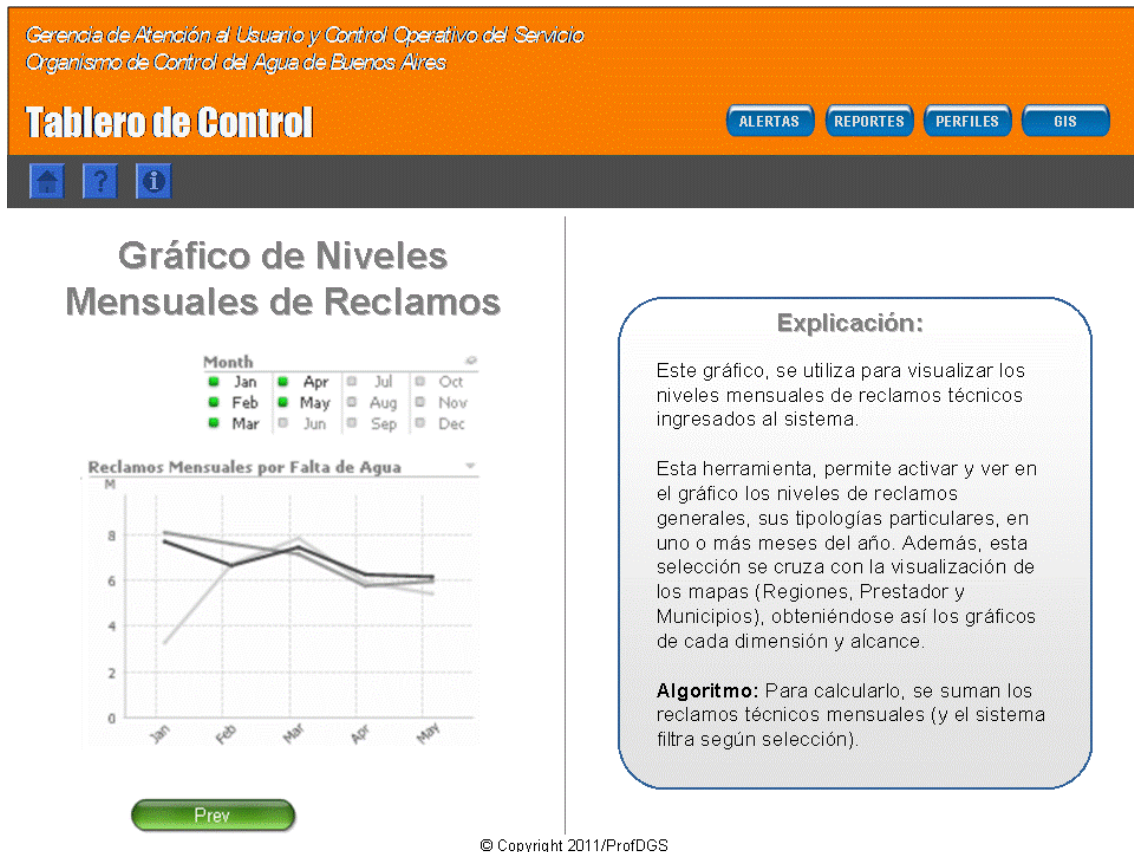 Gerencia de Atención al Usuario y Control Operativo del Servicio
Organismo de Control del Agua de Buenos Aires
Tablero de Control
ALERTAS REPORTES PERFILES GIS
?
i
Gráfico de Niveles
Mensuales de Reclamos
Month
Jan Apr Jul Oct
Feb May Aug Nov
Mar Jun Sep Dec
Reclamos Mensuales por Falta de Agua
M
8
6
4
2
0
Jan Feb Mar Apr May
Prev
Explicación:
Este gráfico, se utiliza para visualizar los
niveles mensuales de reclamos técnicos
ingresados al sistema.
Esta herramienta, permite activar y ver en
el gráfico los niveles de reclamos
generales, sus tipologías particulares, en
uno o más meses del año. Además, esta
selección se cruza con la visualización de
los mapas (Regiones, Prestador y
Municipios), obteniéndose así los gráficos
de cada dimensión y alcance.
Algoritmo: Para calcularlo, se suman los
reclamos técnicos mensuales (y el sistema
filtra según selección).
© Copyright 2011/ProfDGS